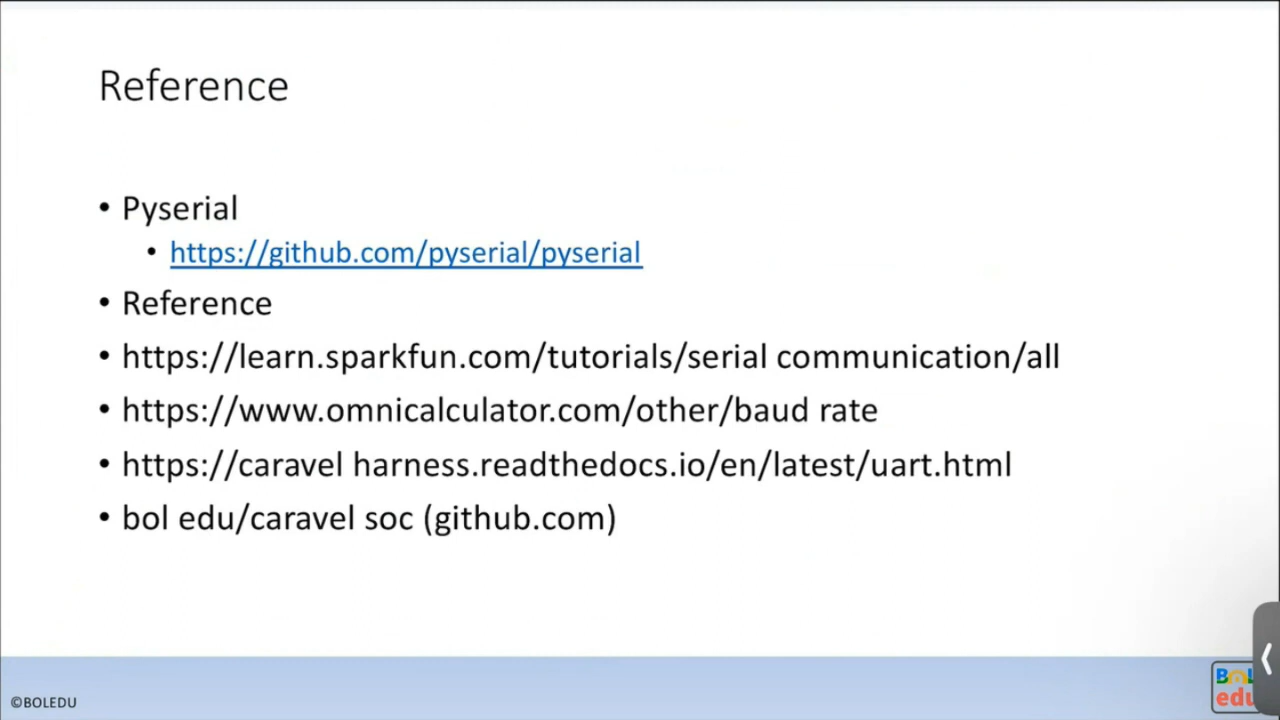 Reference
• Pyserial
• https://github.com/pyserial/pyserial
• Reference
• https://learn.sparkfun.com/tutorials/serial communication/all
• https://www.omnicalculator.com/other/baud rate
• https://caravel harness.readthedocs.io/en/latest/uart.html
• bol edu/caravel soc (github.com)
©BOLEDU
BOL
edu